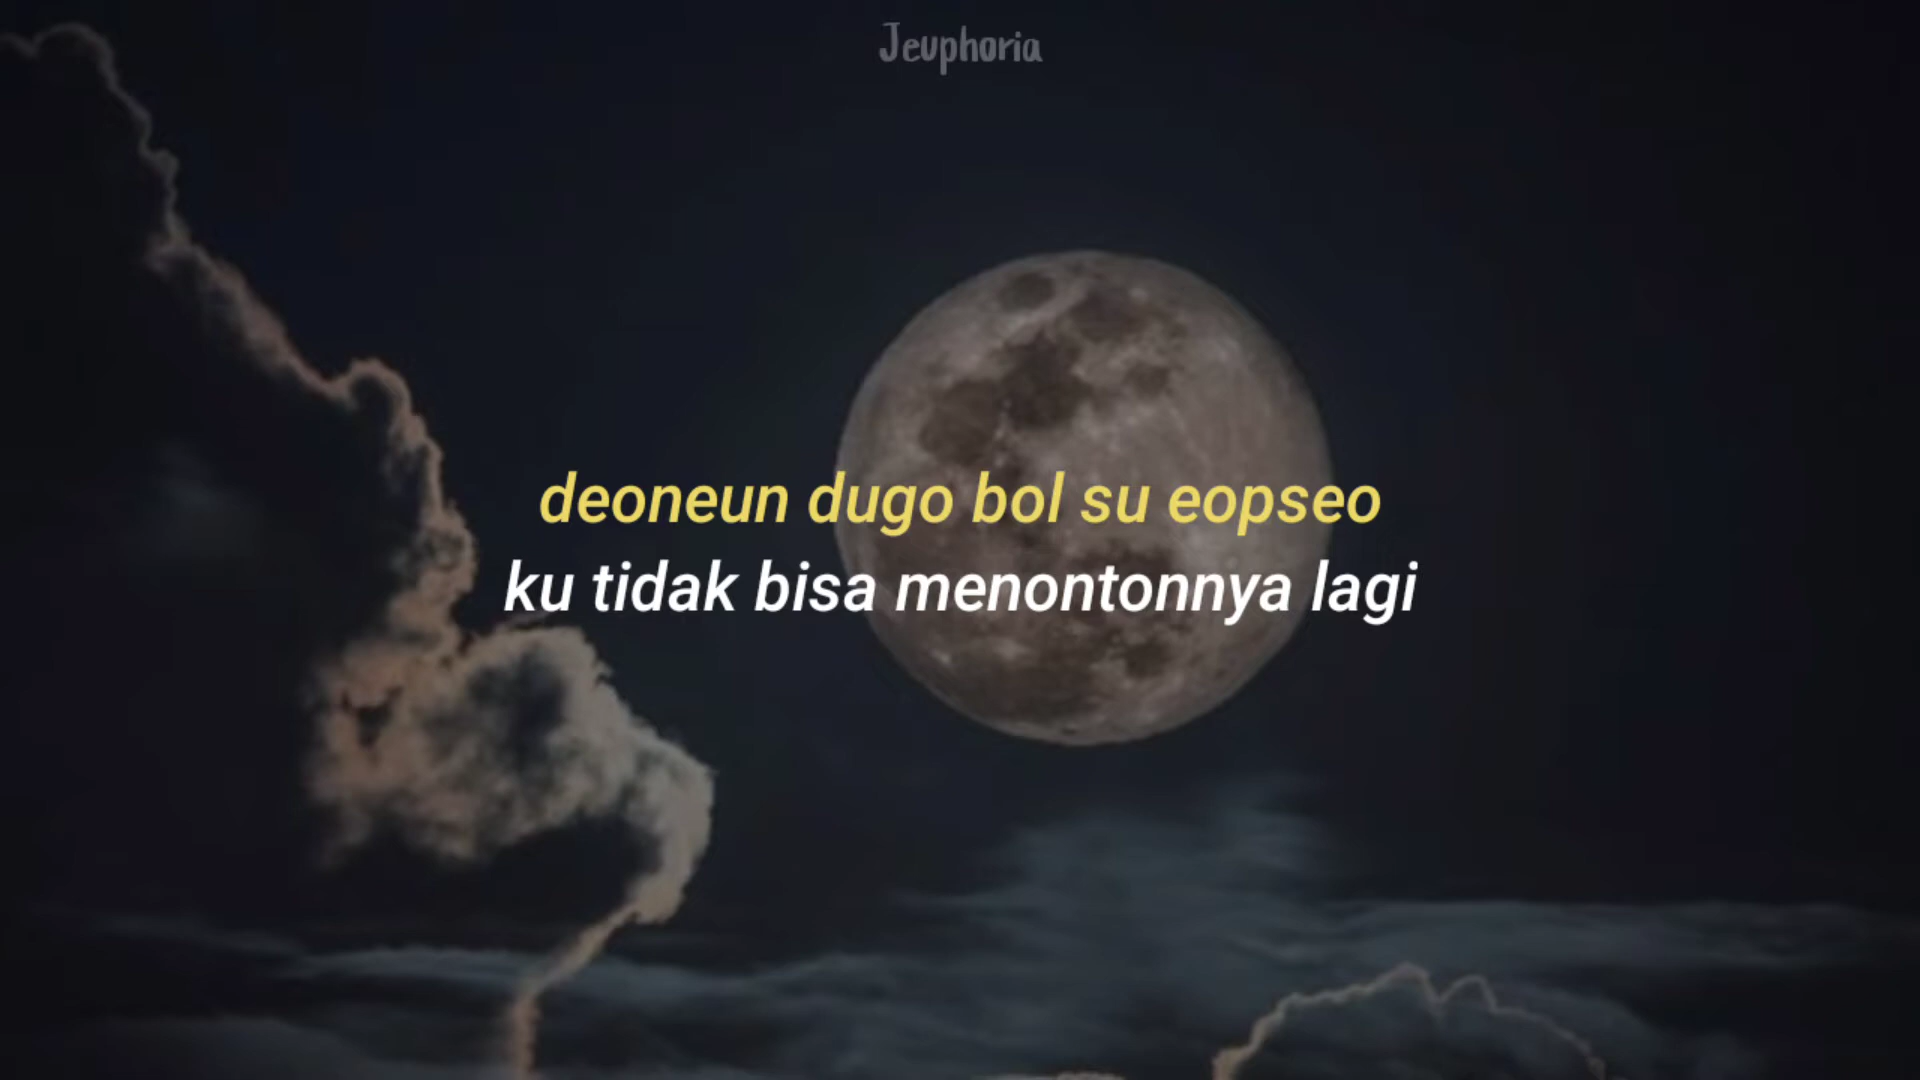 Jeuphoria
deoneun dugo bol su eopseo
ku tidak bisa menontonnya lagi